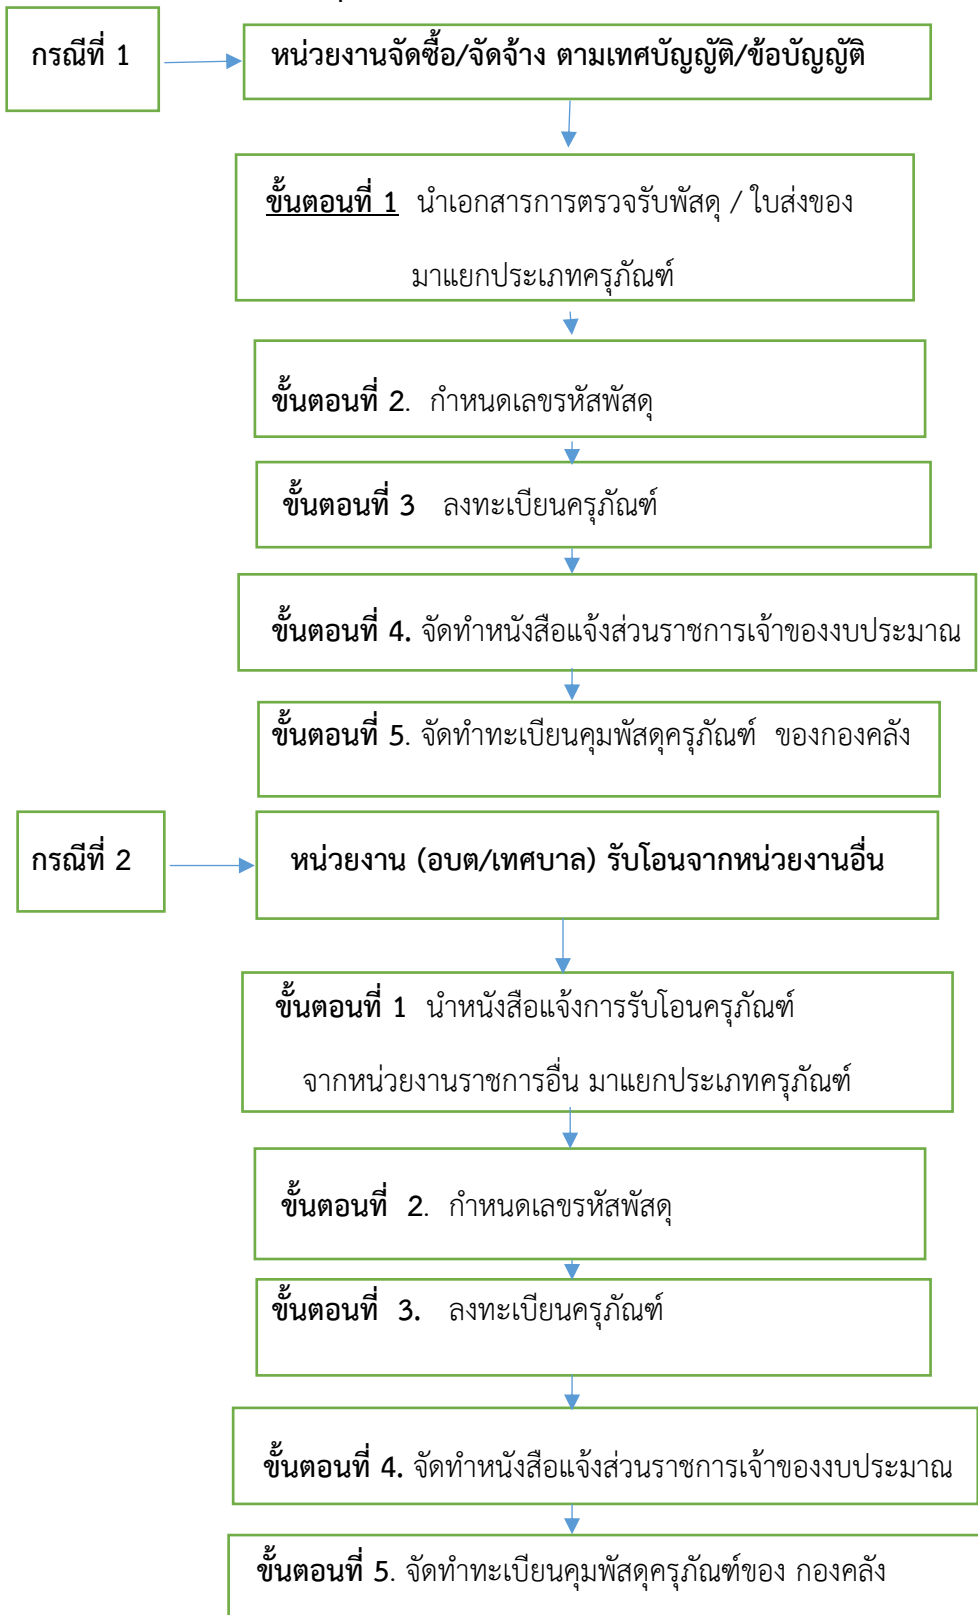 กรณีที่ 1
หน่วยงานจัดซื้อ/จัดจ้าง ตามเทศบัญญัติ/ข้อบัญญัติ
ขั้นตอนที่ 1 นำเอกสารการตรวจรับพัสดุ / ใบส่งของ
มาแยกประเภทครุภัณฑ์
ขั้นตอนที่ 2. กำหนดเลขรหัสพัสดุ
ขั้นตอนที่ 3 ลงทะเบียนครุภัณฑ์
ขั้นตอนที่ 4. จัดทำหนังสือแจ้งส่วนราชการเจ้าของงบประมาณ
ขั้นตอนที่ 5. จัดทำทะเบียนคุมพัสดุครุภัณฑ์ ของกองคลัง
กรณีที่ 2
หน่วยงาน (อบต/เทศบาล) รับโอนจากหน่วยงานอื่น
ขั้นตอนที่ 1 นำหนังสือแจ้งการรับโอนครุภัณฑ์
จากหน่วยงานราชการอื่น มาแยกประเภทครุภัณฑ์
ขั้นตอนที่ 2. กำหนดเลขรหัสพัสดุ
ขั้นตอนที่ 3. ลงทะเบียนครุภัณฑ์
ขั้นตอนที่ 4. จัดทำหนังสือแจ้งส่วนราชการเจ้าของงบประมาณ
ขั้นตอนที่ 5. จัดทำทะเบียนคุมพัสดุครุภัณฑ์ของ กองคลัง